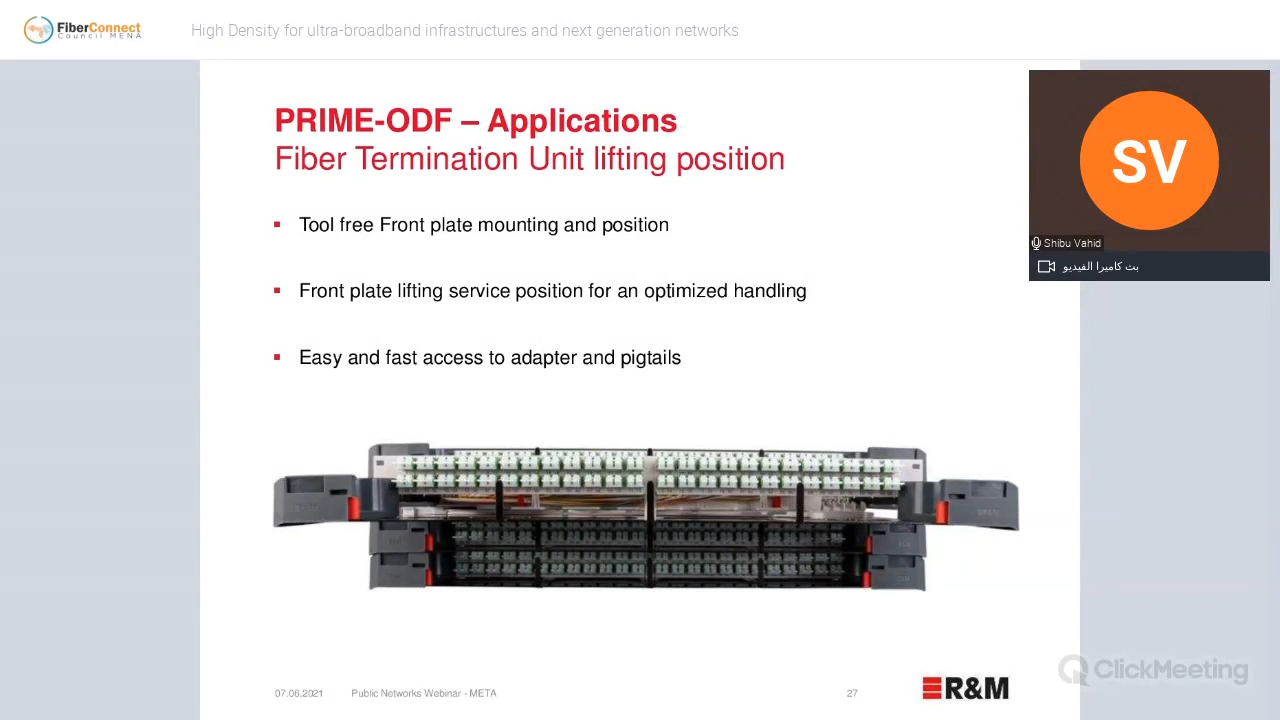 FiberConnect
Council MENA
High Density for ultra-broadband infrastructures and next generation networks
PRIME-ODF – Applications
Fiber Termination Unit lifting position
SV
Shibu Vahid
بث كاميرا الفيديو
Tool free Front plate mounting and position
Front plate lifting service position for an optimized handling
Easy and fast access to adapter and pigtails
ClickMeeting
07.06.2021
Public Networks Webinar - META
27
R&M